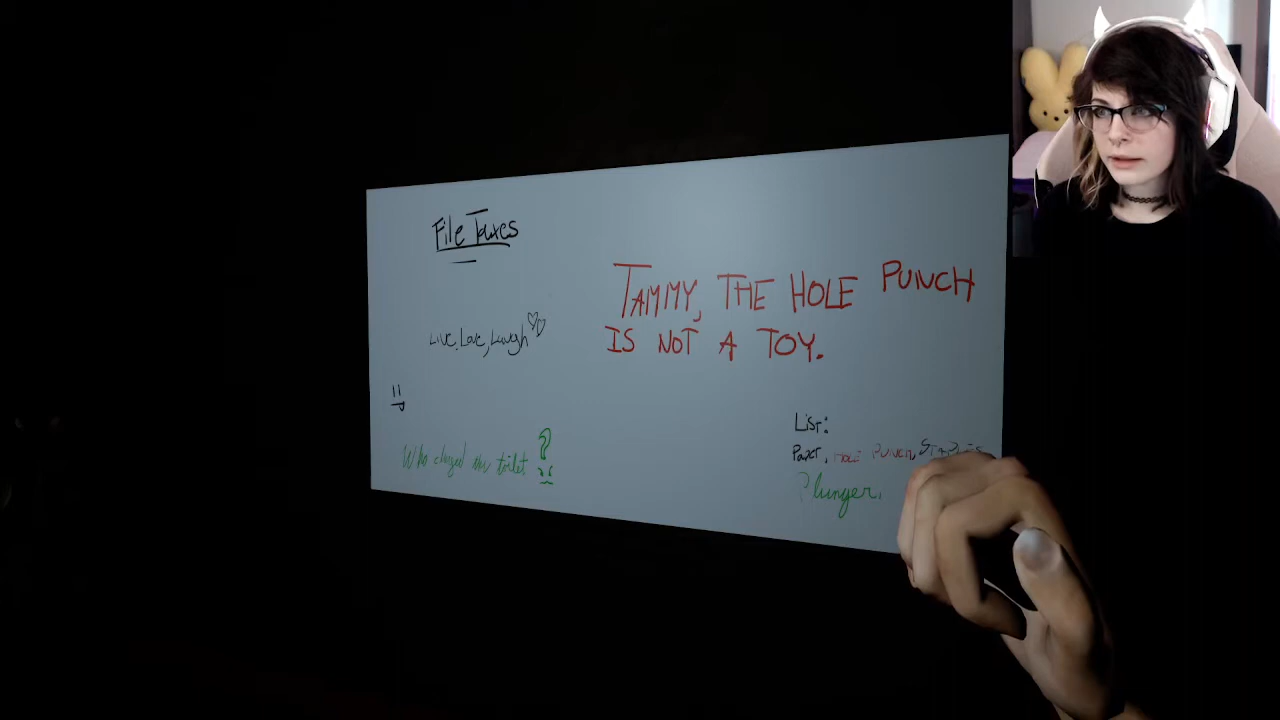 File Taxes
Live, Love, Laugh
TAMMY, THE HOLE PUNCH
IS NOT A TOY.
Who cloged the toilet?
List:
Paper, Hole Punch, Staples
Plunger.